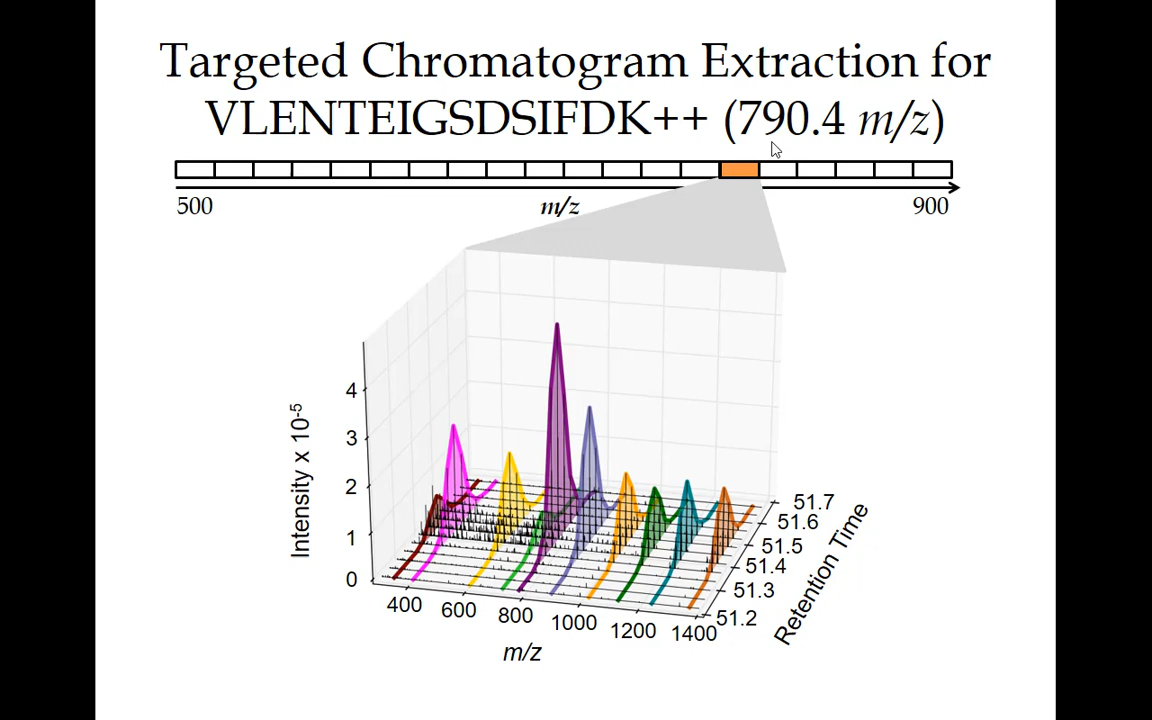 Targeted Chromatogram Extraction for
VLENTEIGSDSIFDK++ (790.4 m/z)
500 m/z 900
Intensity x 10-5
4
3
2
1
0
400 600 800 1000 1200 1400
m/z
51.7
51.6
51.5
51.4
51.3
51.2
Retention Time